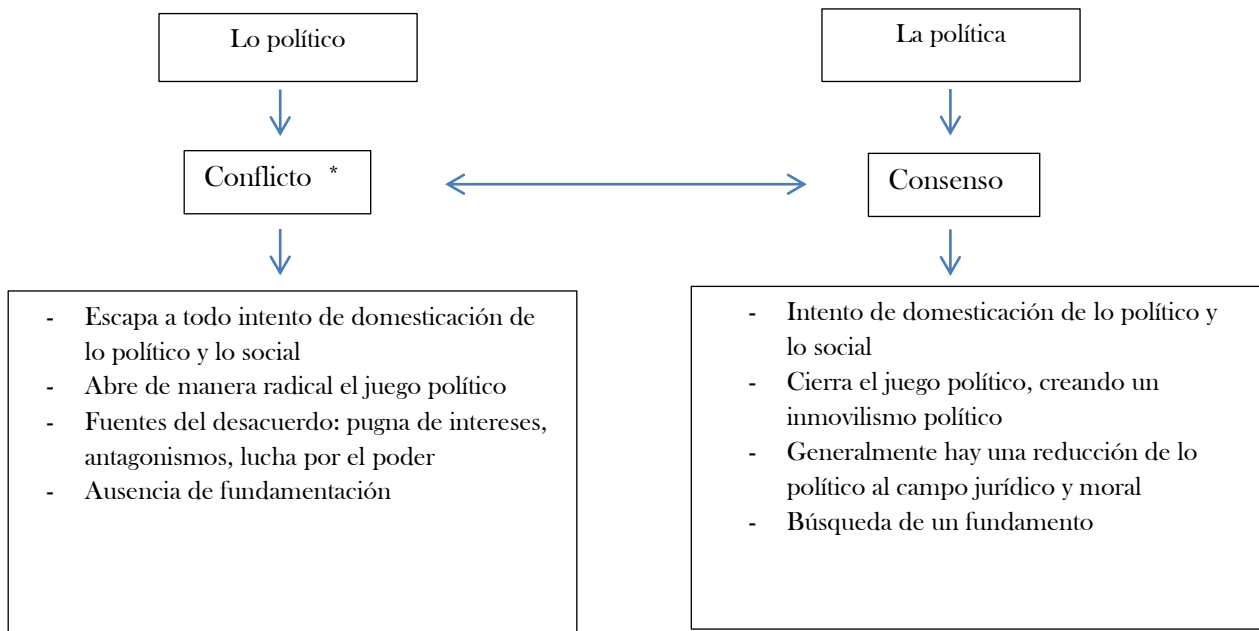 Lo político
Conflicto *
- Escapa a todo intento de domesticación de
lo político y lo social
- Abre de manera radical el juego político
- Fuentes del desacuerdo: pugna de intereses,
antagonismos, lucha por el poder
- Ausencia de fundamentación
La política
Consenso
- Intento de domesticación de lo político y
lo social
- Cierra el juego político, creando un
inmovilismo político
- Generalmente hay una reducción de lo
político al campo jurídico y moral
- Búsqueda de un fundamento